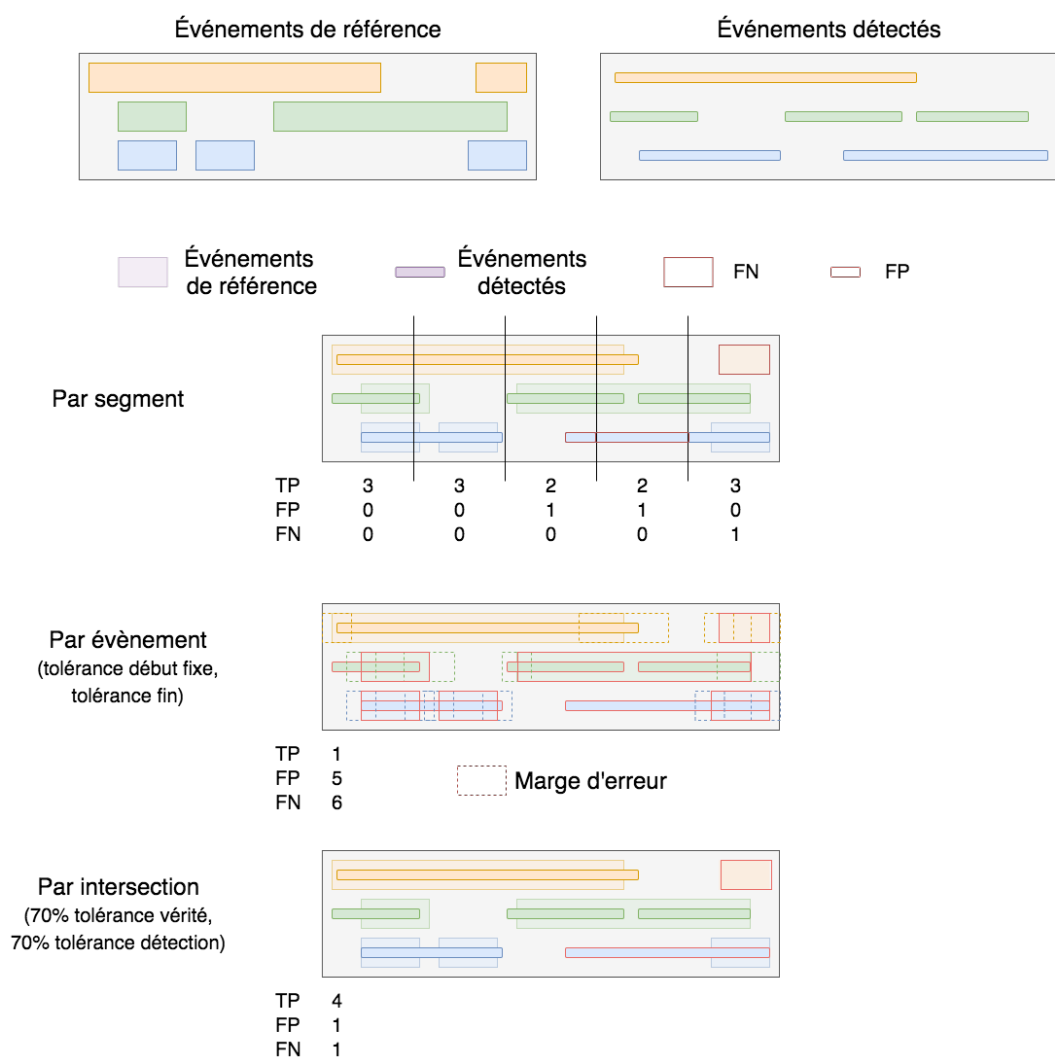 Événements de référence
Événements détectés
Événements
de référence
Événements
détectés
FN
FP
Par segment
TP 3 3 2 2 3
FP 0 0 1 1 0
FN 0 0 0 0 1
Par évènement
(tolérance début fixe,
tolérance fin)
TP 1
FP 5
FN 6
Marge d'erreur
Par intersection
(70% tolérance vérité,
70% tolérance détection)
TP 4
FP 1
FN 1